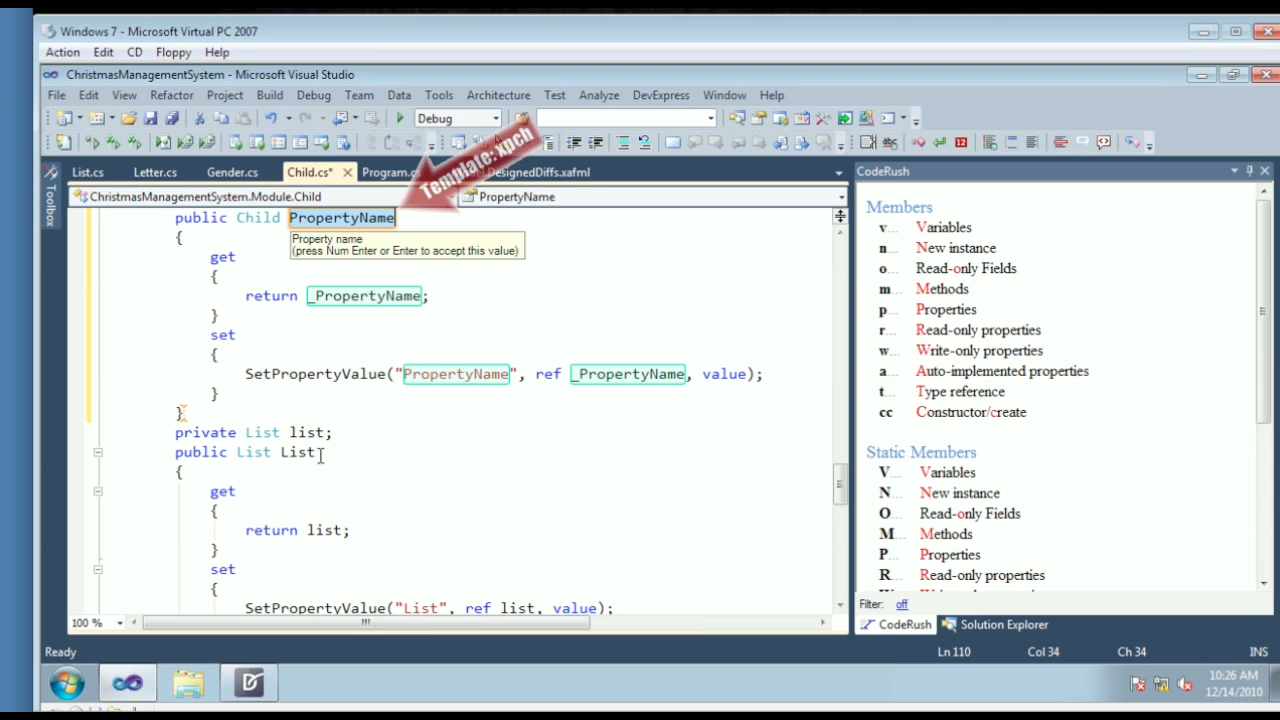 Windows 7 - Microsoft Virtual PC 2007
Action Edit CD Floppy Help
ChristmasManagementSystem - Microsoft Visual Studio
File Edit View Refactor Project Build Debug Team Data Tools Architecture Test Analyze DevExpress Window Help
Debug
List.cs Letter.cs Gender.cs Child.cs* Program.cs DesignedDiffs.xafml
Template: xpch
Toolbox
ChristmasManagementSystem.Module.Child PropertyName
public Child PropertyName
Property name
(press Num Enter or Enter to accept this value)
{
get
{
return _PropertyName;
}
set
{
SetPropertyValue("PropertyName", ref _PropertyName, value);
}
}
private List list;
public List List
{
get
{
return list;
}
set
{
SetPropertyValue("List", ref list, value);
100 %
CodeRush
Members
v... Variables
n... New instance
o... Read-only Fields
m... Methods
p... Properties
r... Read-only properties
w... Write-only properties
a... Auto-implemented properties
t... Type reference
cc Constructor/create
Static Members
V... Variables
N... New instance
O... Read-only Fields
M... Methods
P... Properties
R... Read-only properties
Filter: off
CodeRush Solution Explorer
Ready Ln 110 Col 34 Ch 34 INS
10:26 AM
12/14/2010